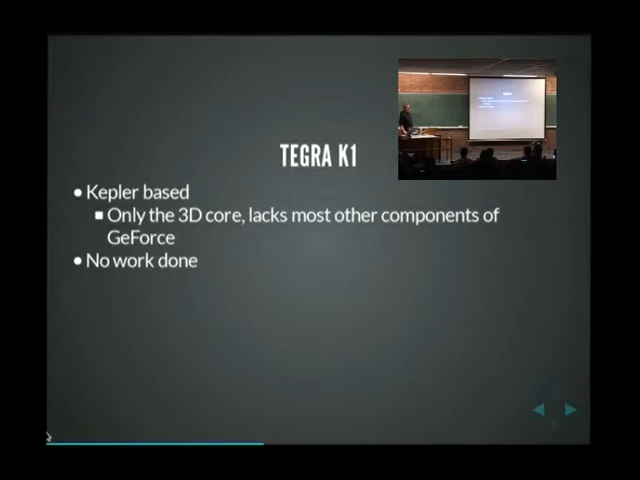 TEGRA K1
• Kepler based
▪ Only the 3D core, lacks most other components of
GeForce
• No work done